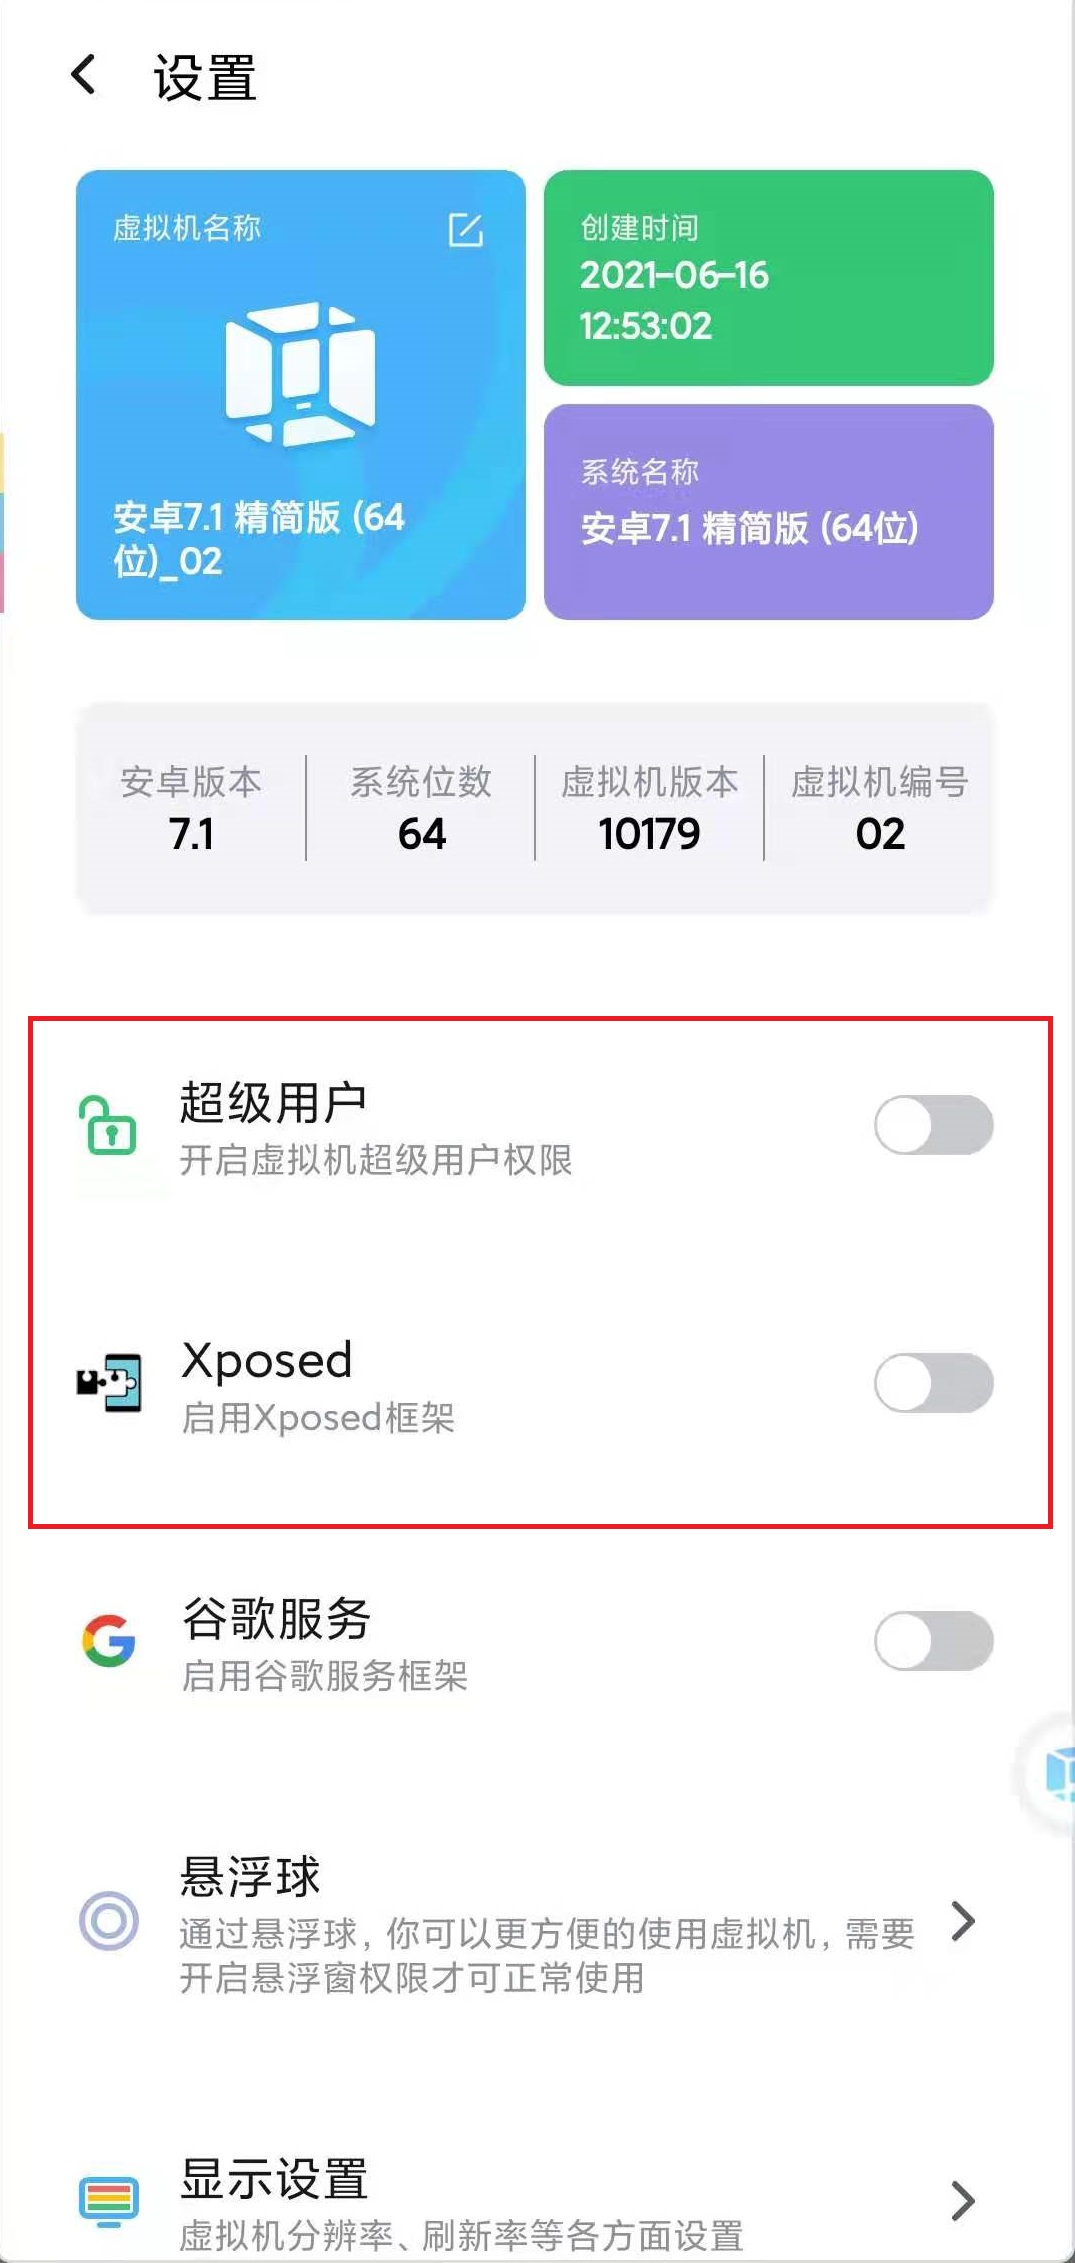 设置
虚拟机名称
安卓7.1 精简版 (64
位)_02
创建时间
2021-06-16
12:53:02
系统名称
安卓7.1 精简版 (64位)
安卓版本 系统位数 虚拟机版本 虚拟机编号
7.1 64 10179 02
超级用户
开启虚拟机超级用户权限
Xposed
启用Xposed框架
谷歌服务
启用谷歌服务框架
悬浮球
通过悬浮球，你可以更方便的使用虚拟机，需要
开启悬浮窗权限才可正常使用
显示设置
虚拟机分辨率、刷新率等各方面设置